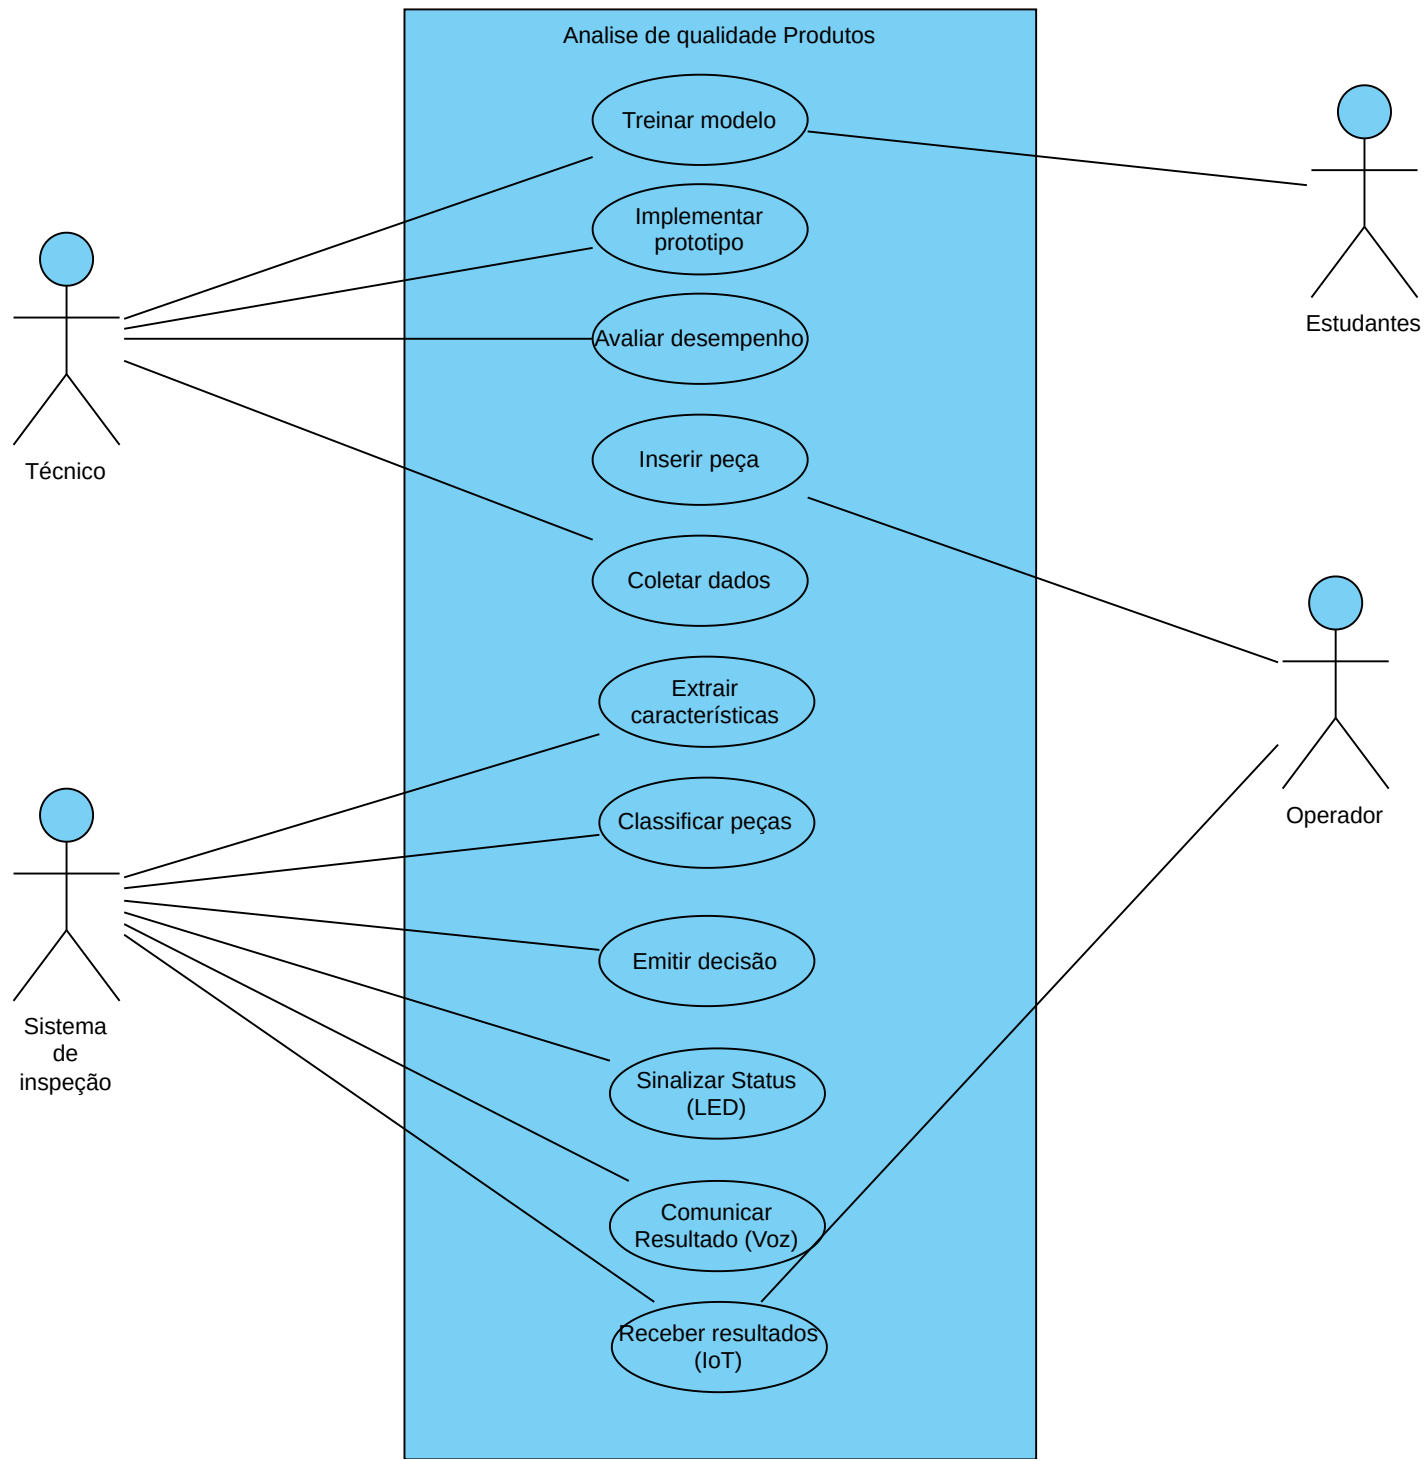 Analise de qualidade Produtos
Treinar modelo
Implementar
prototipo
Avaliar desempenho
Inserir peça
Coletar dados
Extrair
características
Classificar peças
Emitir decisão
Sinalizar Status
(LED)
Comunicar
Resultado (Voz)
Receber resultados
(IoT)
Técnico
Sistema
de
inspeção
Estudantes
Operador